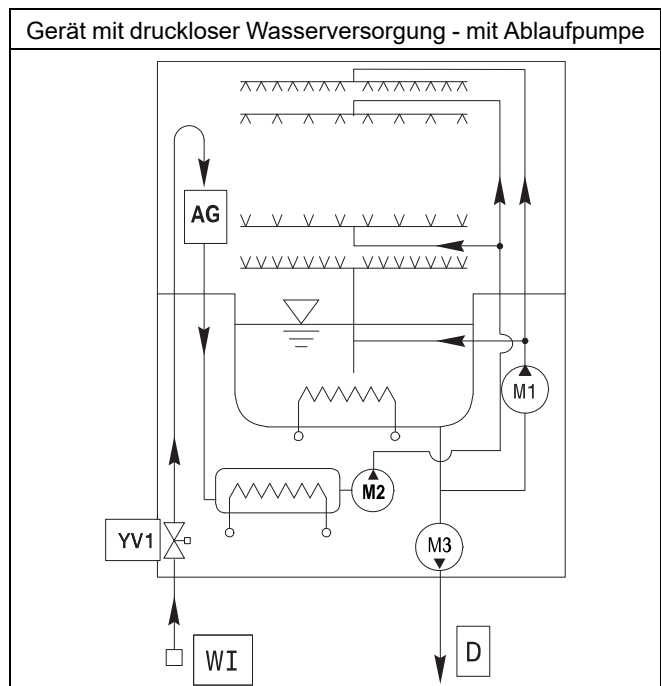 Gerät mit druckloser Wasserversorgung - mit Ablaufpumpe
AG
M1
M2
YV1
M3
WI
D